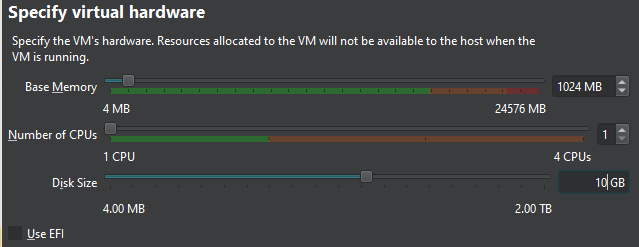 Specify virtual hardware
Specify the VM's hardware. Resources allocated to the VM will not be available to the host when the
VM is running.
Base Memory 1024 MB
4 MB 24576 MB
Number of CPUs 1
1 CPU 4 CPUs
Disk Size 10 GB
4.00 MB 2.00 TB
Use EFI